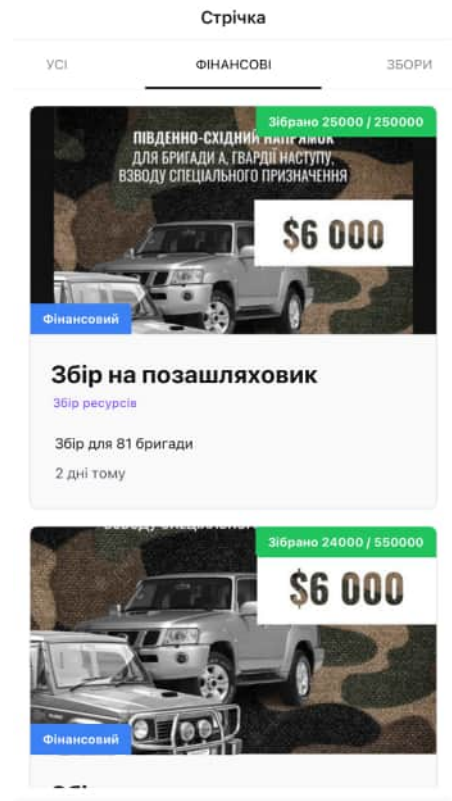 Стрічка
УСІ
ФІНАНСОВІ
ЗБОРИ
Зібрано 25000 / 250000
ПІВДЕННО-СХІДНИЙ НАПРЯМОК
ДЛЯ БРИГАДИ А, ГВАРДІЇ НАСТУПУ,
ВЗВОДУ СПЕЦІАЛЬНОГО ПРИЗНАЧЕННЯ
$6 000
Фінансовий
Збір на позашляховик
Збір ресурсів
Збір для 81 бригади
2 дні тому
Зібрано 24000 / 550000
$6 000
Фінансовий